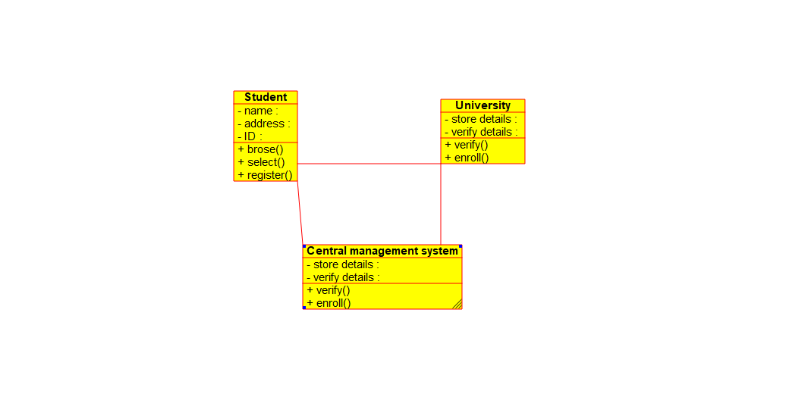 Student
- name :
- address :
- ID :
+ brose()
+ select()
+ register()
University
- store details :
- verify details :
+ verify()
+ enroll()
Central management system
- store details :
- verify details :
+ verify()
+ enroll()